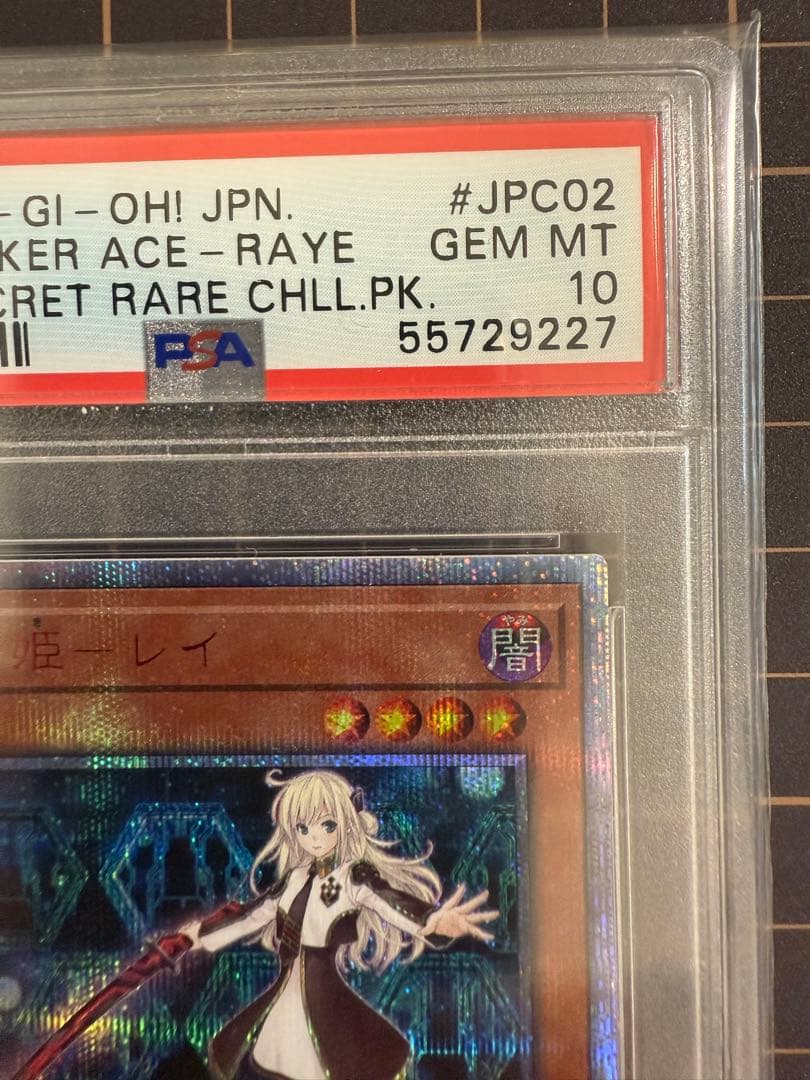 -GI-OH! JPN. #JPC02
KER ACE-RAYE GEM MT
CRET RARE CHLL.PK. 10
PSA 55729227
姫-レイ
やみ
闇